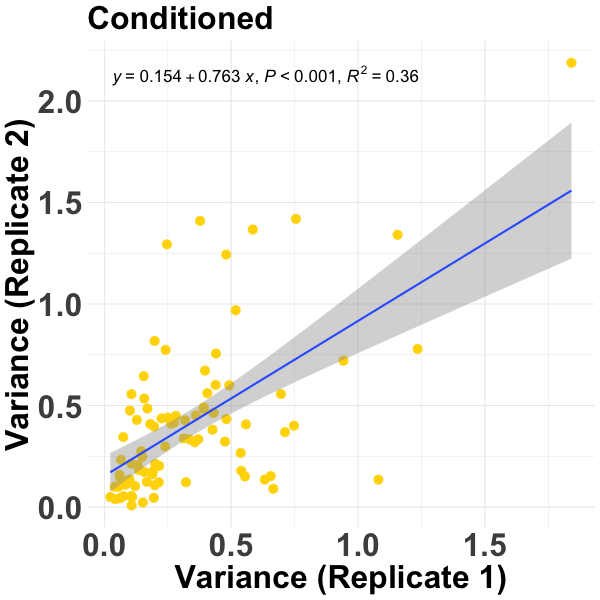 Conditioned
y = 0.154 + 0.763 x, P < 0.001, R² = 0.36
Variance (Replicate 2)
2.0
1.5
1.0
0.5
0.0
0.0 0.5 1.0 1.5
Variance (Replicate 1)